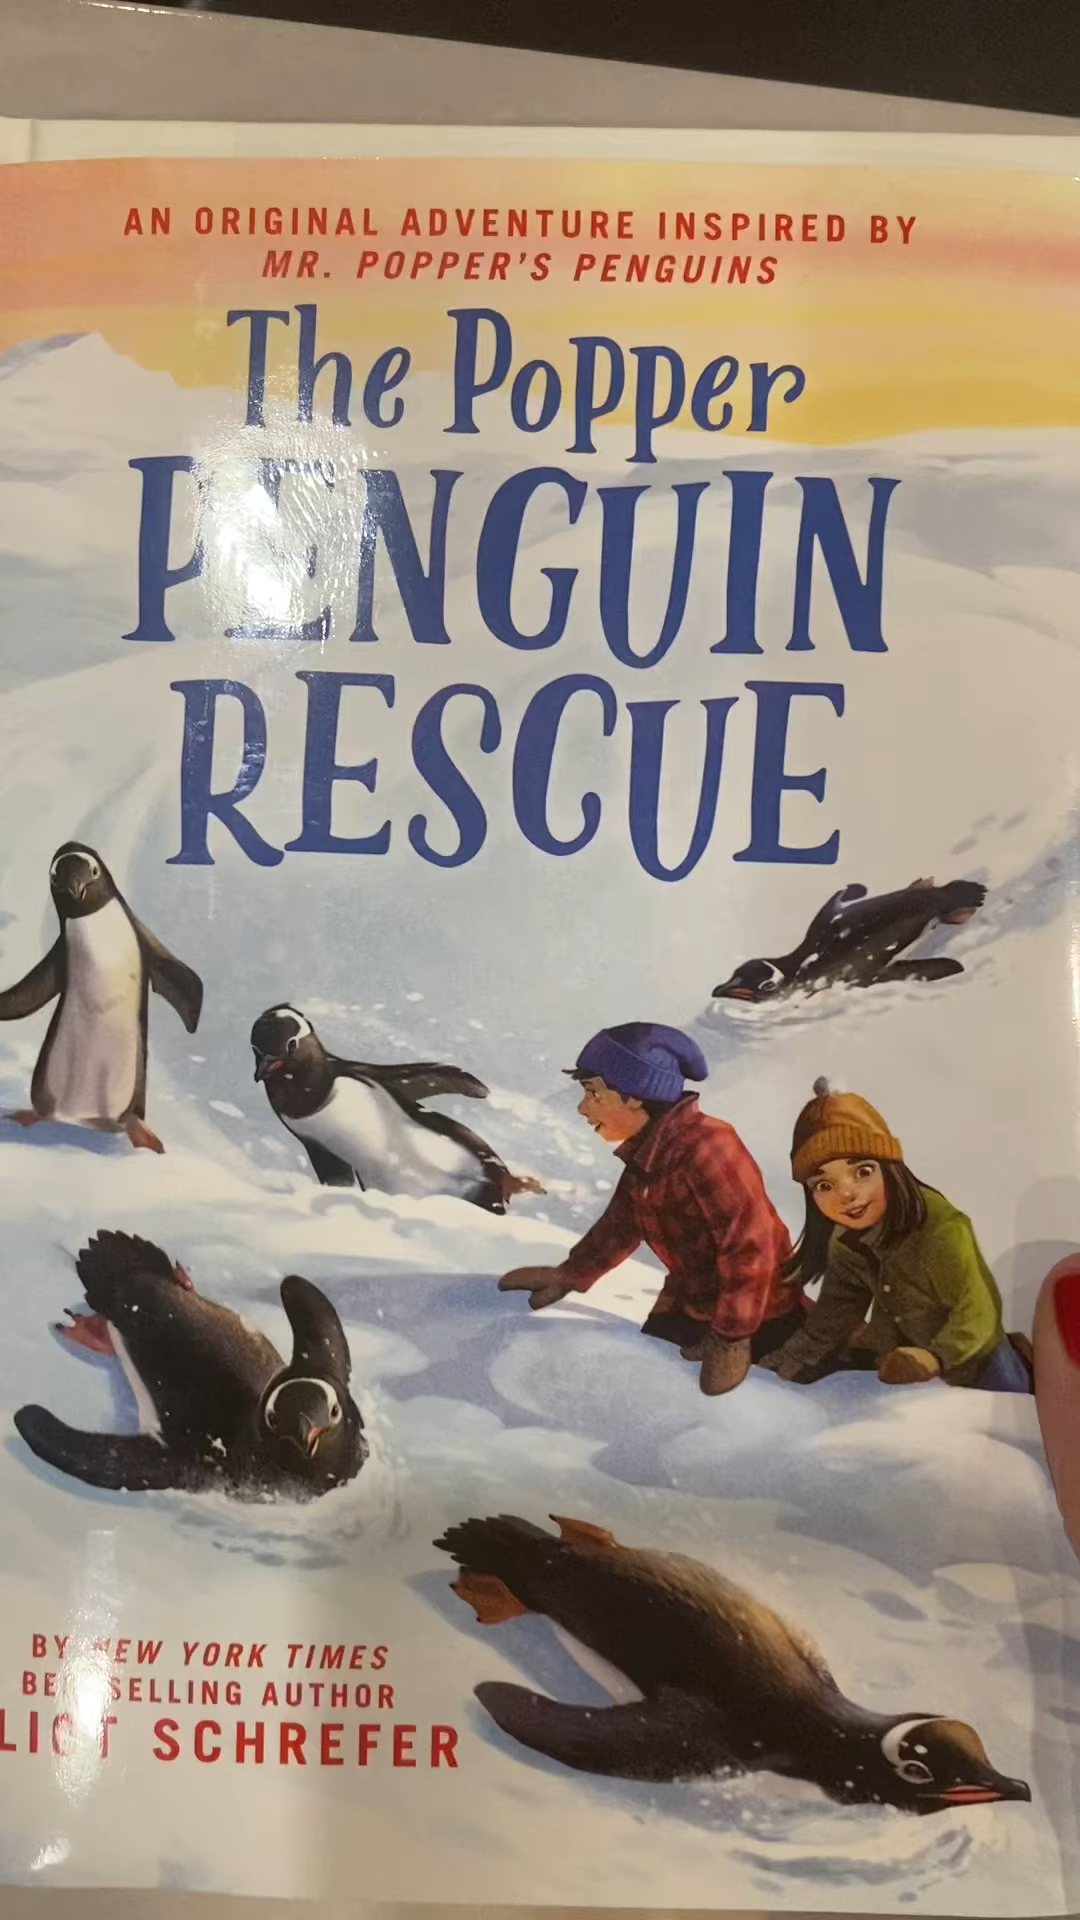 AN ORIGINAL ADVENTURE INSPIRED BY
MR. POPPER'S PENGUINS
The Popper
PENGUIN
RESCUE
BY NEW YORK TIMES
BESTSELLING AUTHOR
LIOT SCHREFER